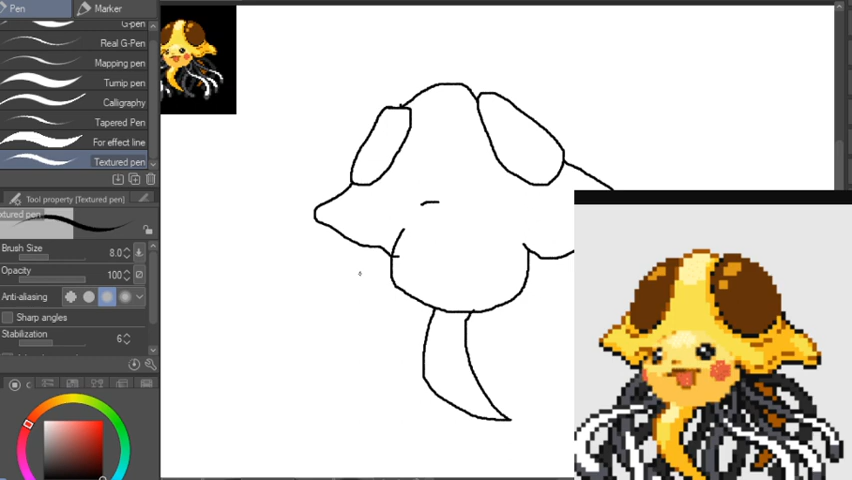 Pen
Marker
G-pen
Real G-Pen
Mapping pen
Turnip pen
Calligraphy
Tapered Pen
For effect line
Textured pen
Tool property [Textured pen]
xtured pen
Brush Size
8.0
Opacity
100
Anti-aliasing
Sharp angles
Stabilization
6